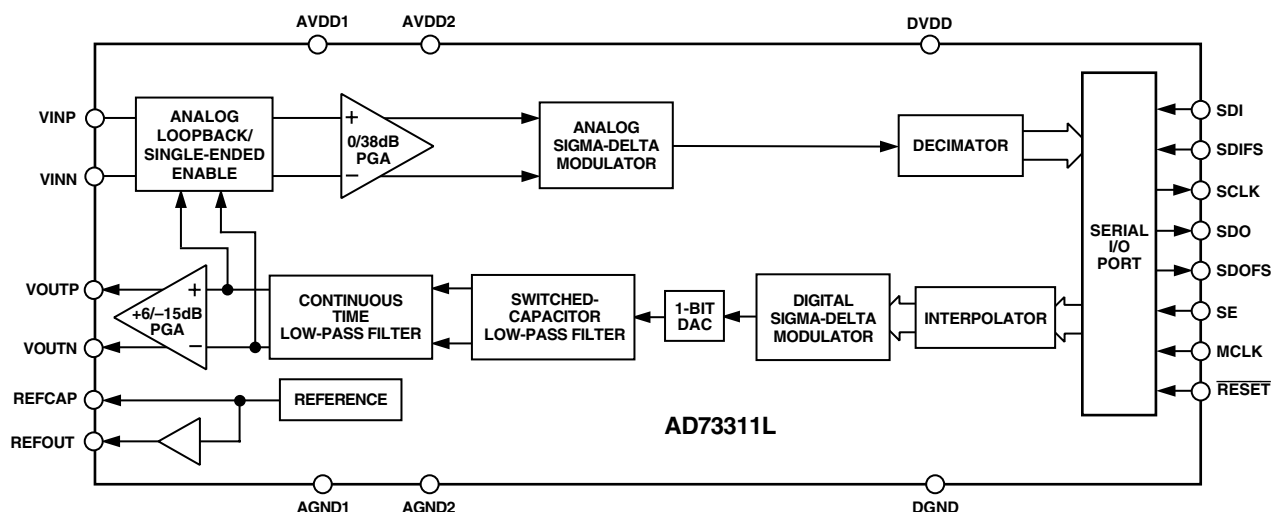 AVDD1
AVDD2
DVDD
VINP
VINN
ANALOG
LOOPBACK/
SINGLE-ENDED
ENABLE
+
0/38dB
PGA
–
ANALOG
SIGMA-DELTA
MODULATOR
DECIMATOR
SERIAL
I/O
PORT
SDI
SDIFS
SCLK
SDO
SDOFS
SE
MCLK
RESET
VOUTP
VOUTN
+
+6/–15dB
PGA
–
CONTINUOUS
TIME
LOW-PASS FILTER
SWITCHED-
CAPACITOR
LOW-PASS FILTER
1-BIT
DAC
DIGITAL
SIGMA-DELTA
MODULATOR
INTERPOLATOR
REFCAP
REFOUT
REFERENCE
AD73311L
AGND1
AGND2
DGND